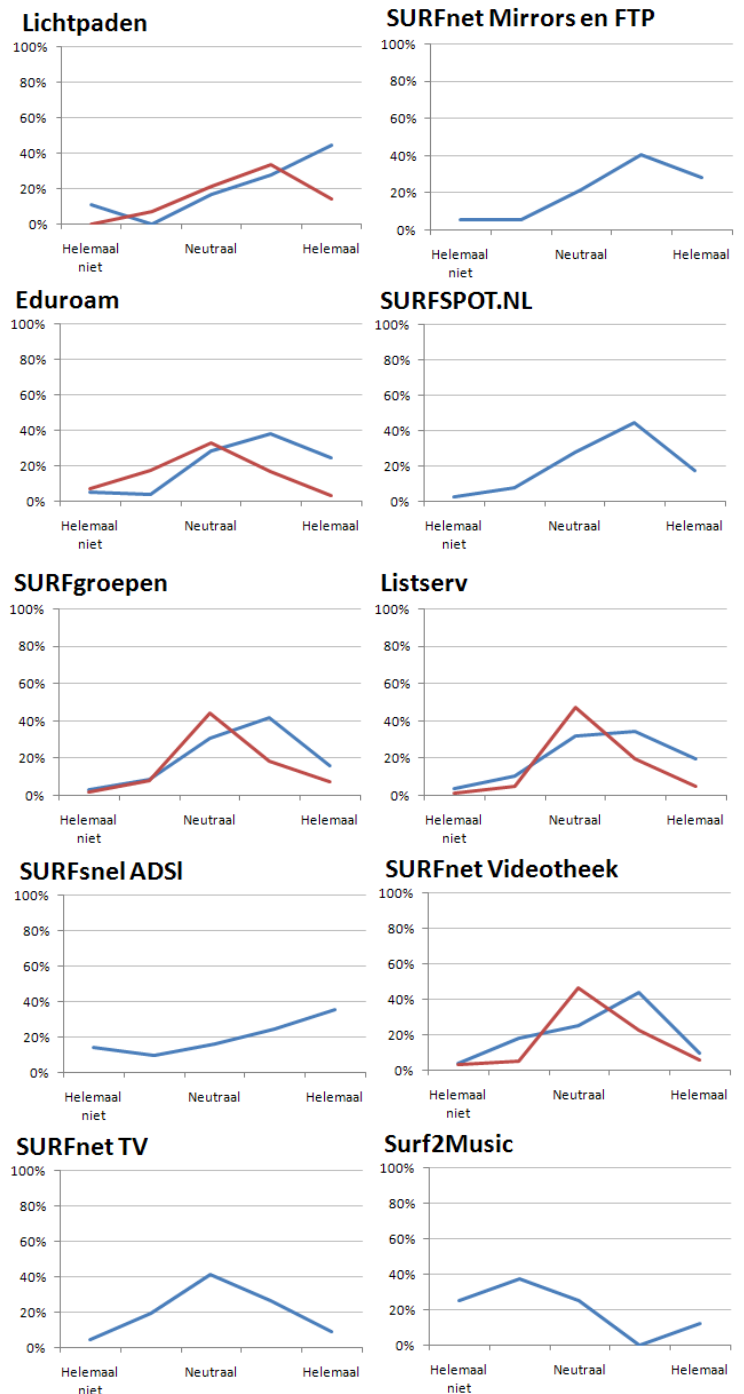 Lichtpaden
100%
80%
60%
40%
20%
0%
Helemaal niet
Neutraal
Helemaal
SURFnet Mirrors en FTP
100%
80%
60%
40%
20%
0%
Helemaal
niet
Neutraal
Helemaal
Eduroam
100%
80%
60%
40%
20%
0%
Helemaal
niet
Neutraal
Helemaal
SURFSPOT.NL
100%
80%
60%
40%
20%
0%
Helemaal
niet
Neutraal
Helemaal
SURFgroepen
100%
80%
60%
40%
20%
0%
Helemaal
niet
Neutraal
Helemaal
Listserv
100%
80%
60%
40%
20%
0%
Helemaal
niet
Neutraal
Helemaal
SURFsnel ADSl
100%
80%
60%
40%
20%
0%
Helemaal
niet
Neutraal
Helemaal
SURFnet Videotheek
100%
80%
60%
40%
20%
0%
Helemaal
niet
Neutraal
Helemaal
SURFnet TV
100%
80%
60%
40%
20%
0%
Helemaal
niet
Neutraal
Helemaal
Surf2Music
100%
80%
60%
40%
20%
0%
Helemaal
niet
Neutraal
Helemaal